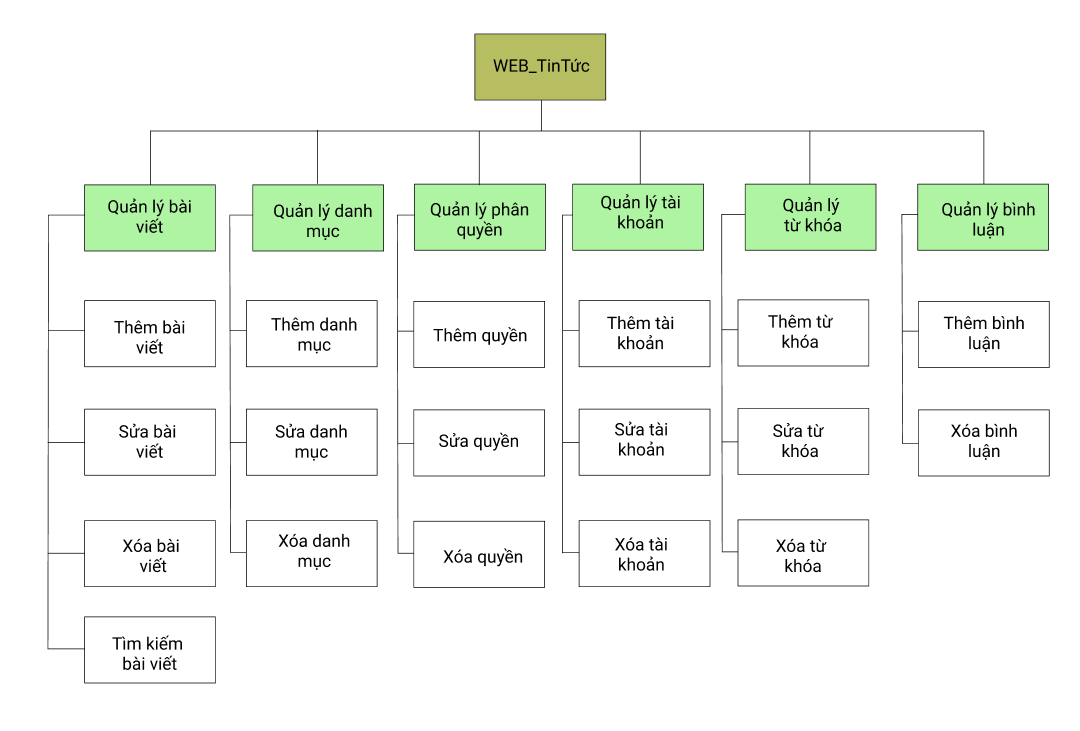 WEB_TinTức
Quản lý bài
viết
Quản lý danh
mục
Quản lý phân
quyền
Quản lý tài
khoản
Quản lý
từ khóa
Quản lý bình
luận
Thêm bài
viết
Thêm danh
mục
Thêm quyền
Thêm tài
khoản
Thêm từ
khóa
Thêm bình
luận
Sửa bài
viết
Sửa danh
mục
Sửa quyền
Sửa tài
khoản
Sửa từ
khóa
Xóa bình
luận
Xóa bài
viết
Xóa danh
mục
Xóa quyền
Xóa tài
khoản
Xóa từ
khóa
Tìm kiếm
bài viết